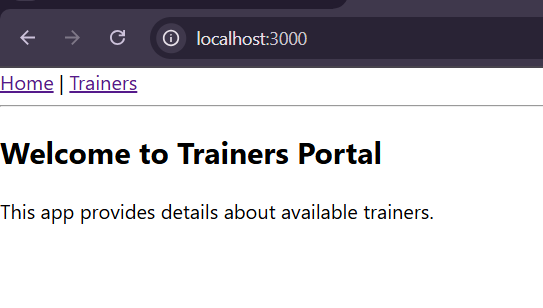 localhost:3000
Home | Trainers
Welcome to Trainers Portal
This app provides details about available trainers.